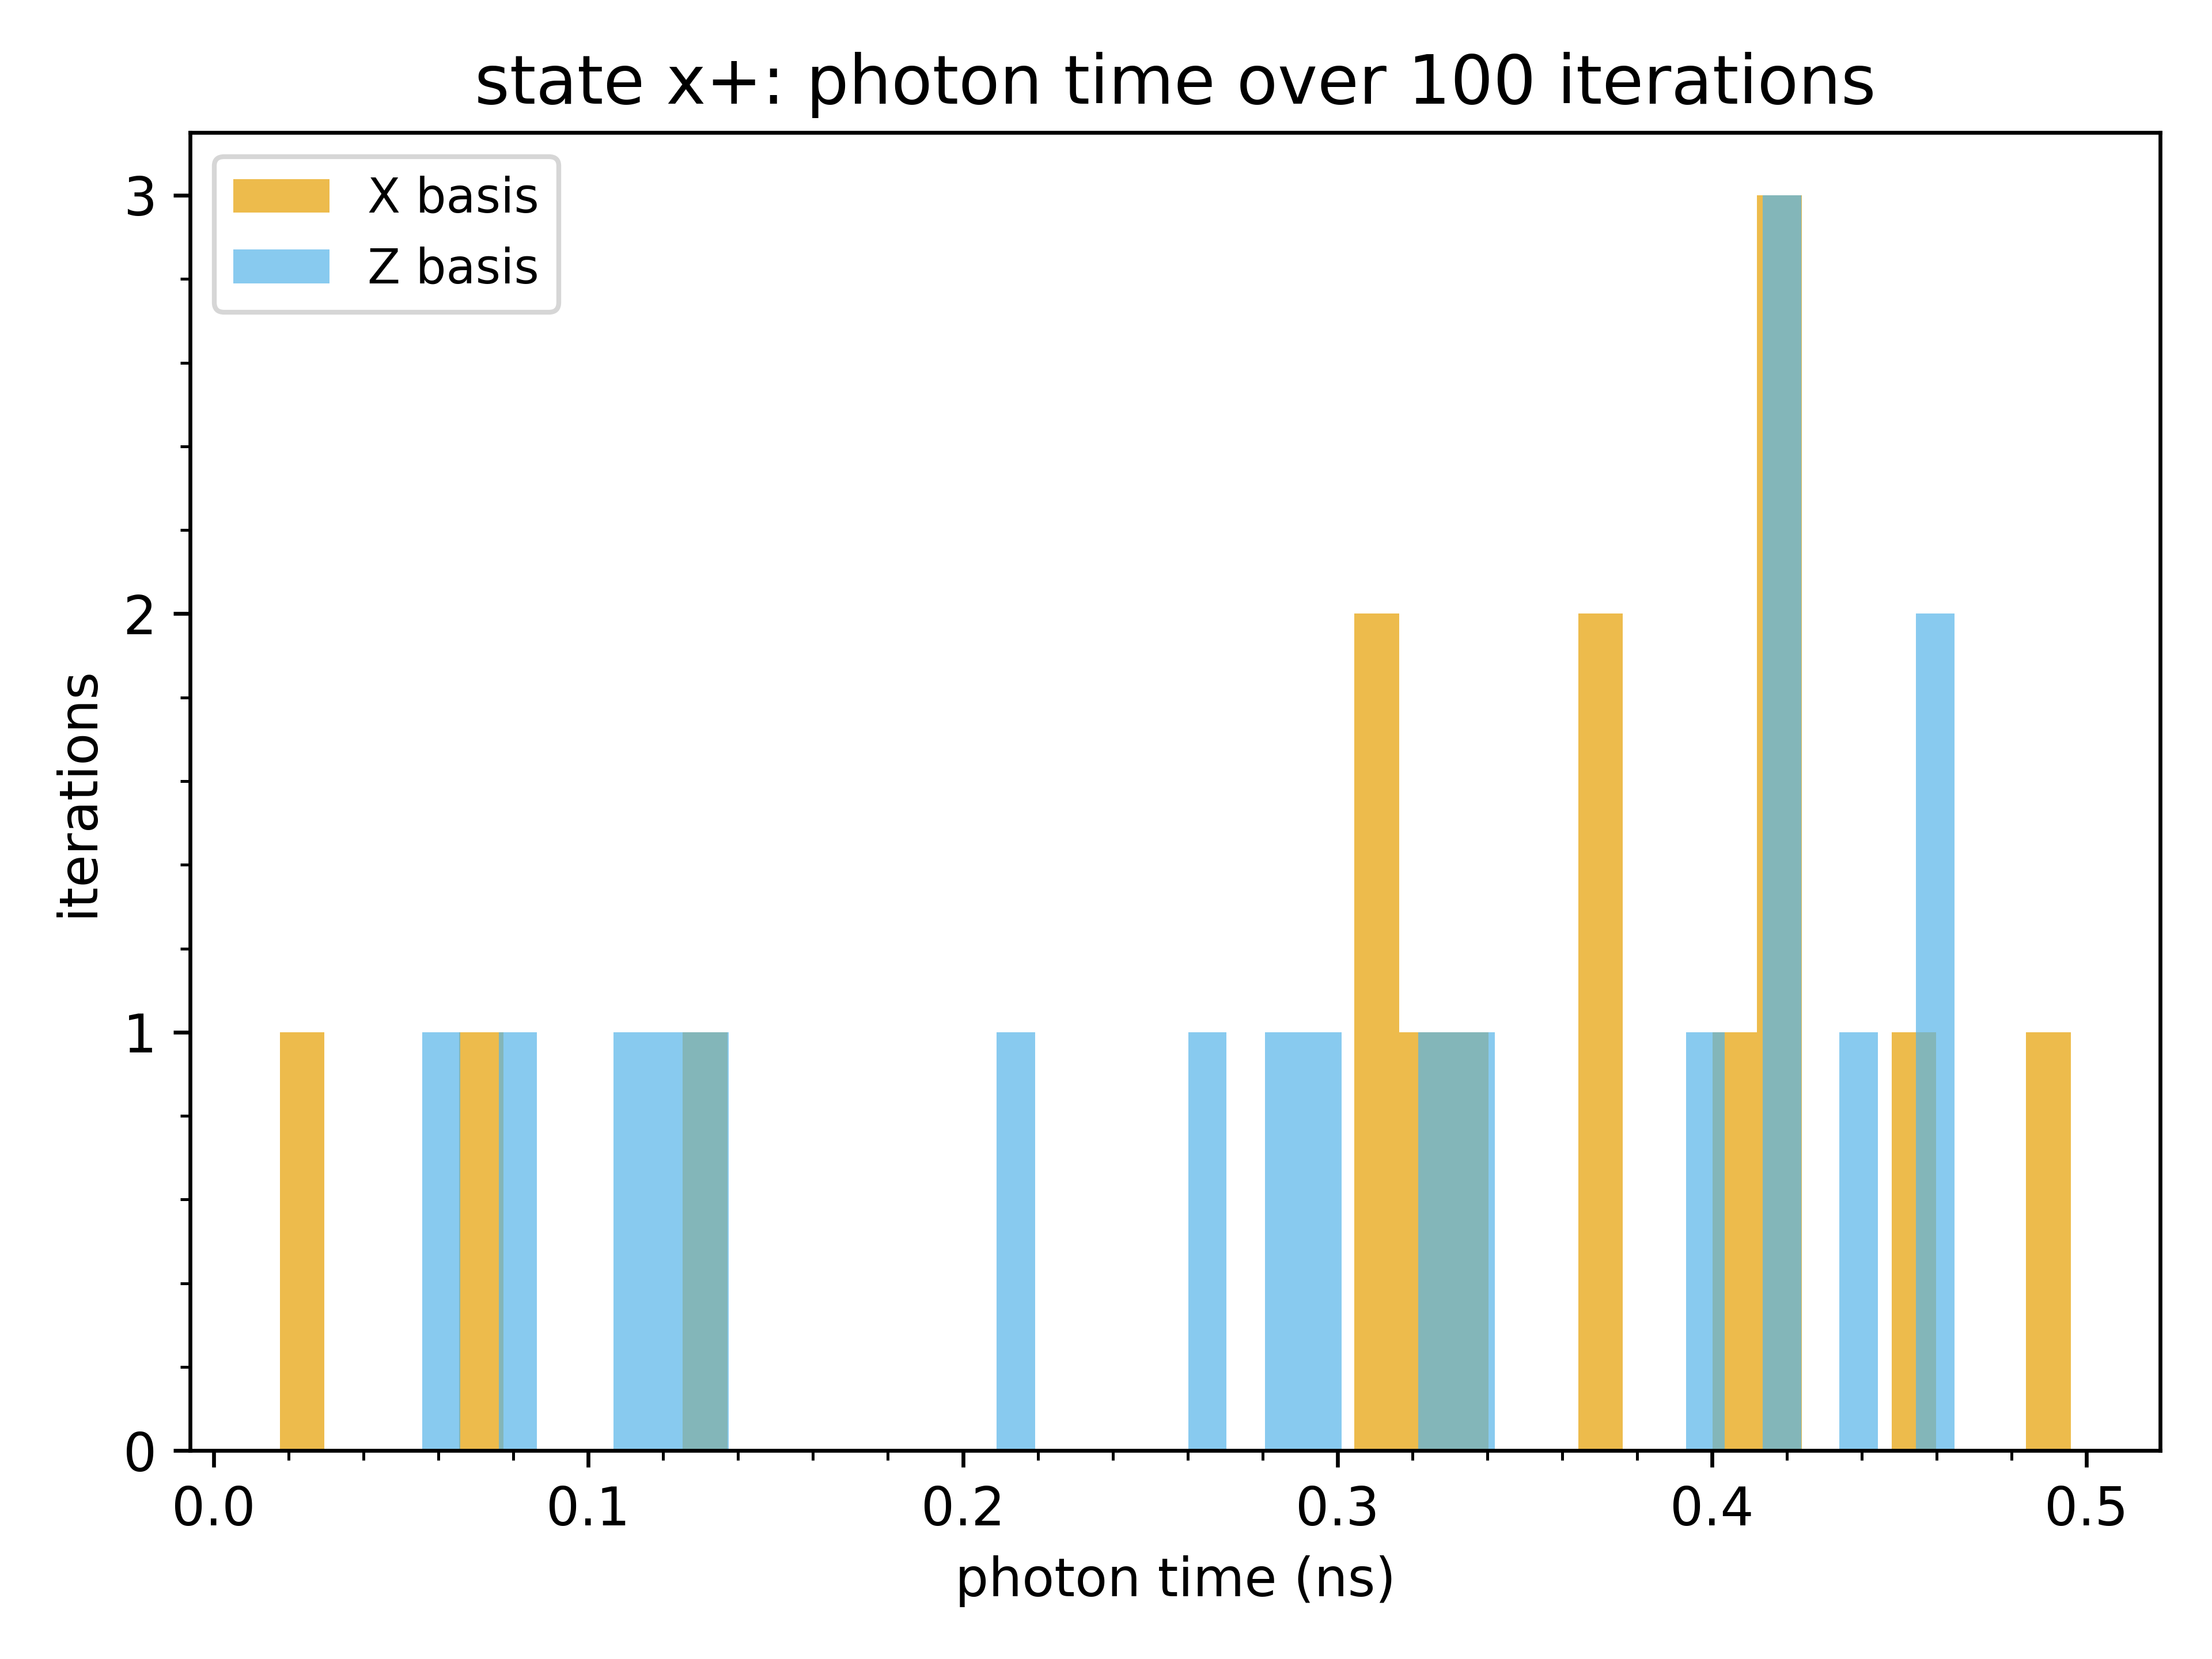 state x+: photon time over 100 iterations
X basis
Z basis
3
2
1
0
iterations
0.0 0.1 0.2 0.3 0.4 0.5
photon time (ns)